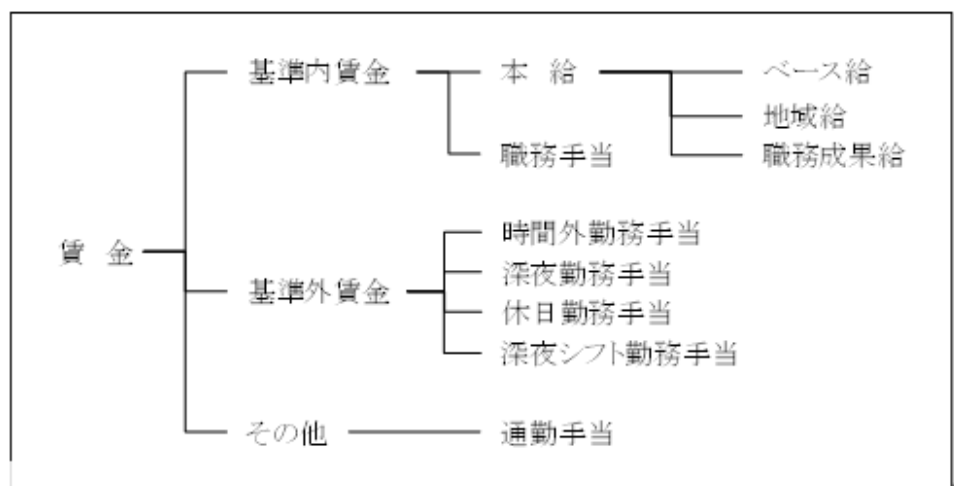 基準内賃金 本 給 ベース給
地域給
職務手当 職務成果給
時間外勤務手当
賃 金
深夜勤務手当
基準外賃金
休日勤務手当
深夜シフト勤務手当
その他 通勤手当